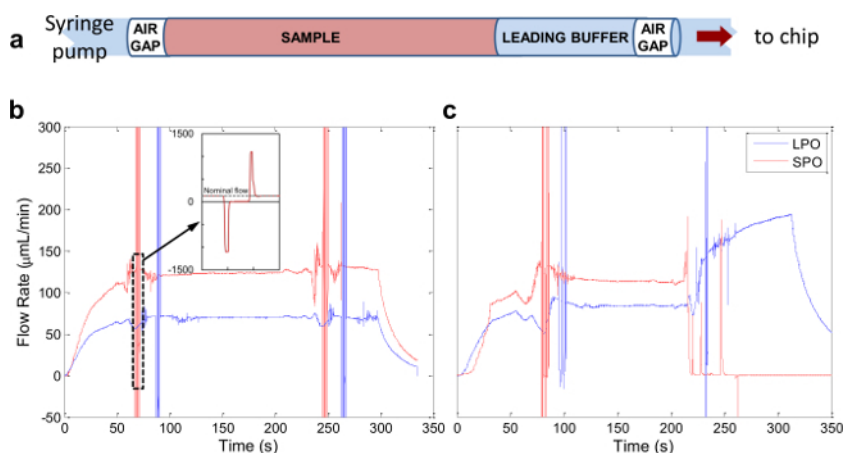 a
Syringe
pump
AIR
GAP
SAMPLE
LEADING BUFFER
AIR
GAP
to chip
b
c
300
250
200
150
100
50
0
-50
Flow Rate (µmL/min)
0
50
100
150
200
250
300
350
Time (s)
1500
Nominal flow
0
-1500
LPO
SPO
0
50
100
150
200
250
300
350
Time (s)